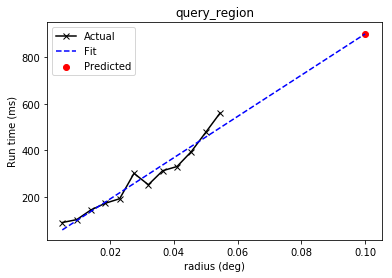 query_region
Actual
Fit
Predicted
Run time (ms)
800
600
400
200
0.02
0.04
0.06
0.08
0.10
radius (deg)